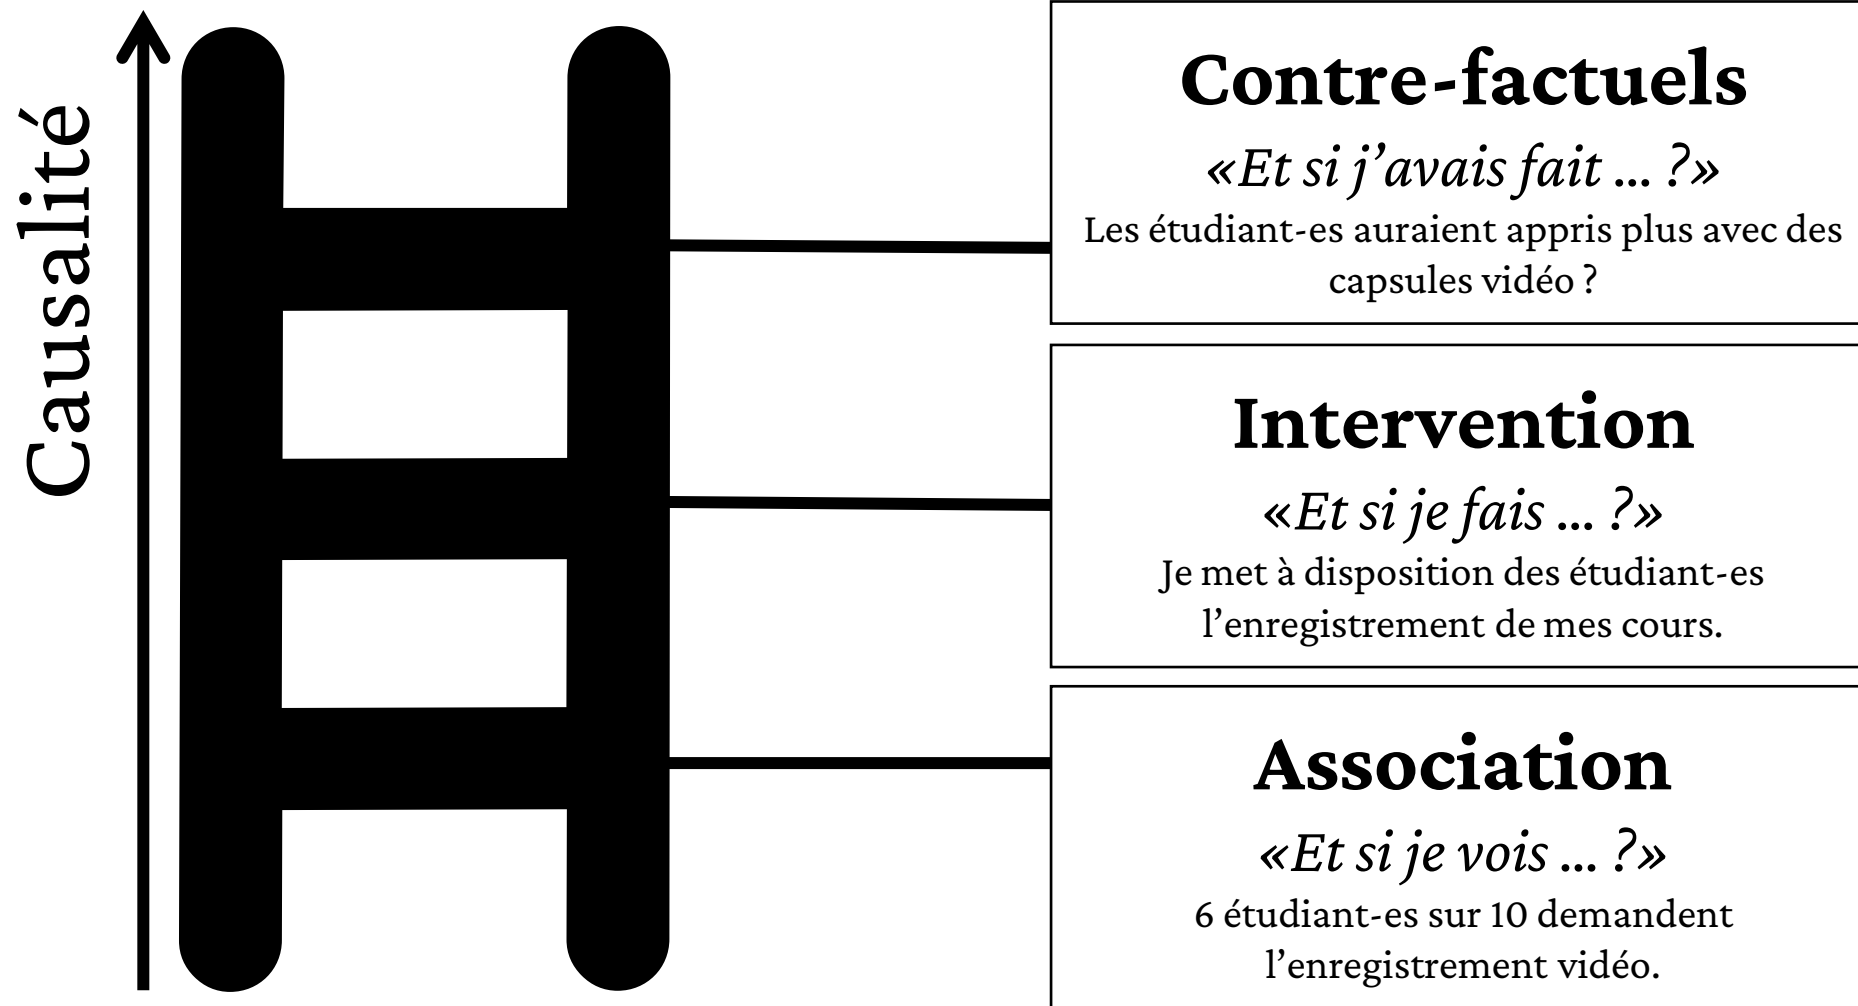 Causalité
Contre-factuels
«Et si j’avais fait ... ?»
Les étudiant-es auraient appris plus avec des
capsules vidéo ?
Intervention
«Et si je fais ... ?»
Je met à disposition des étudiant-es
l’enregistrement de mes cours.
Association
«Et si je vois ... ?»
6 étudiant-es sur 10 demandent
l’enregistrement vidéo.